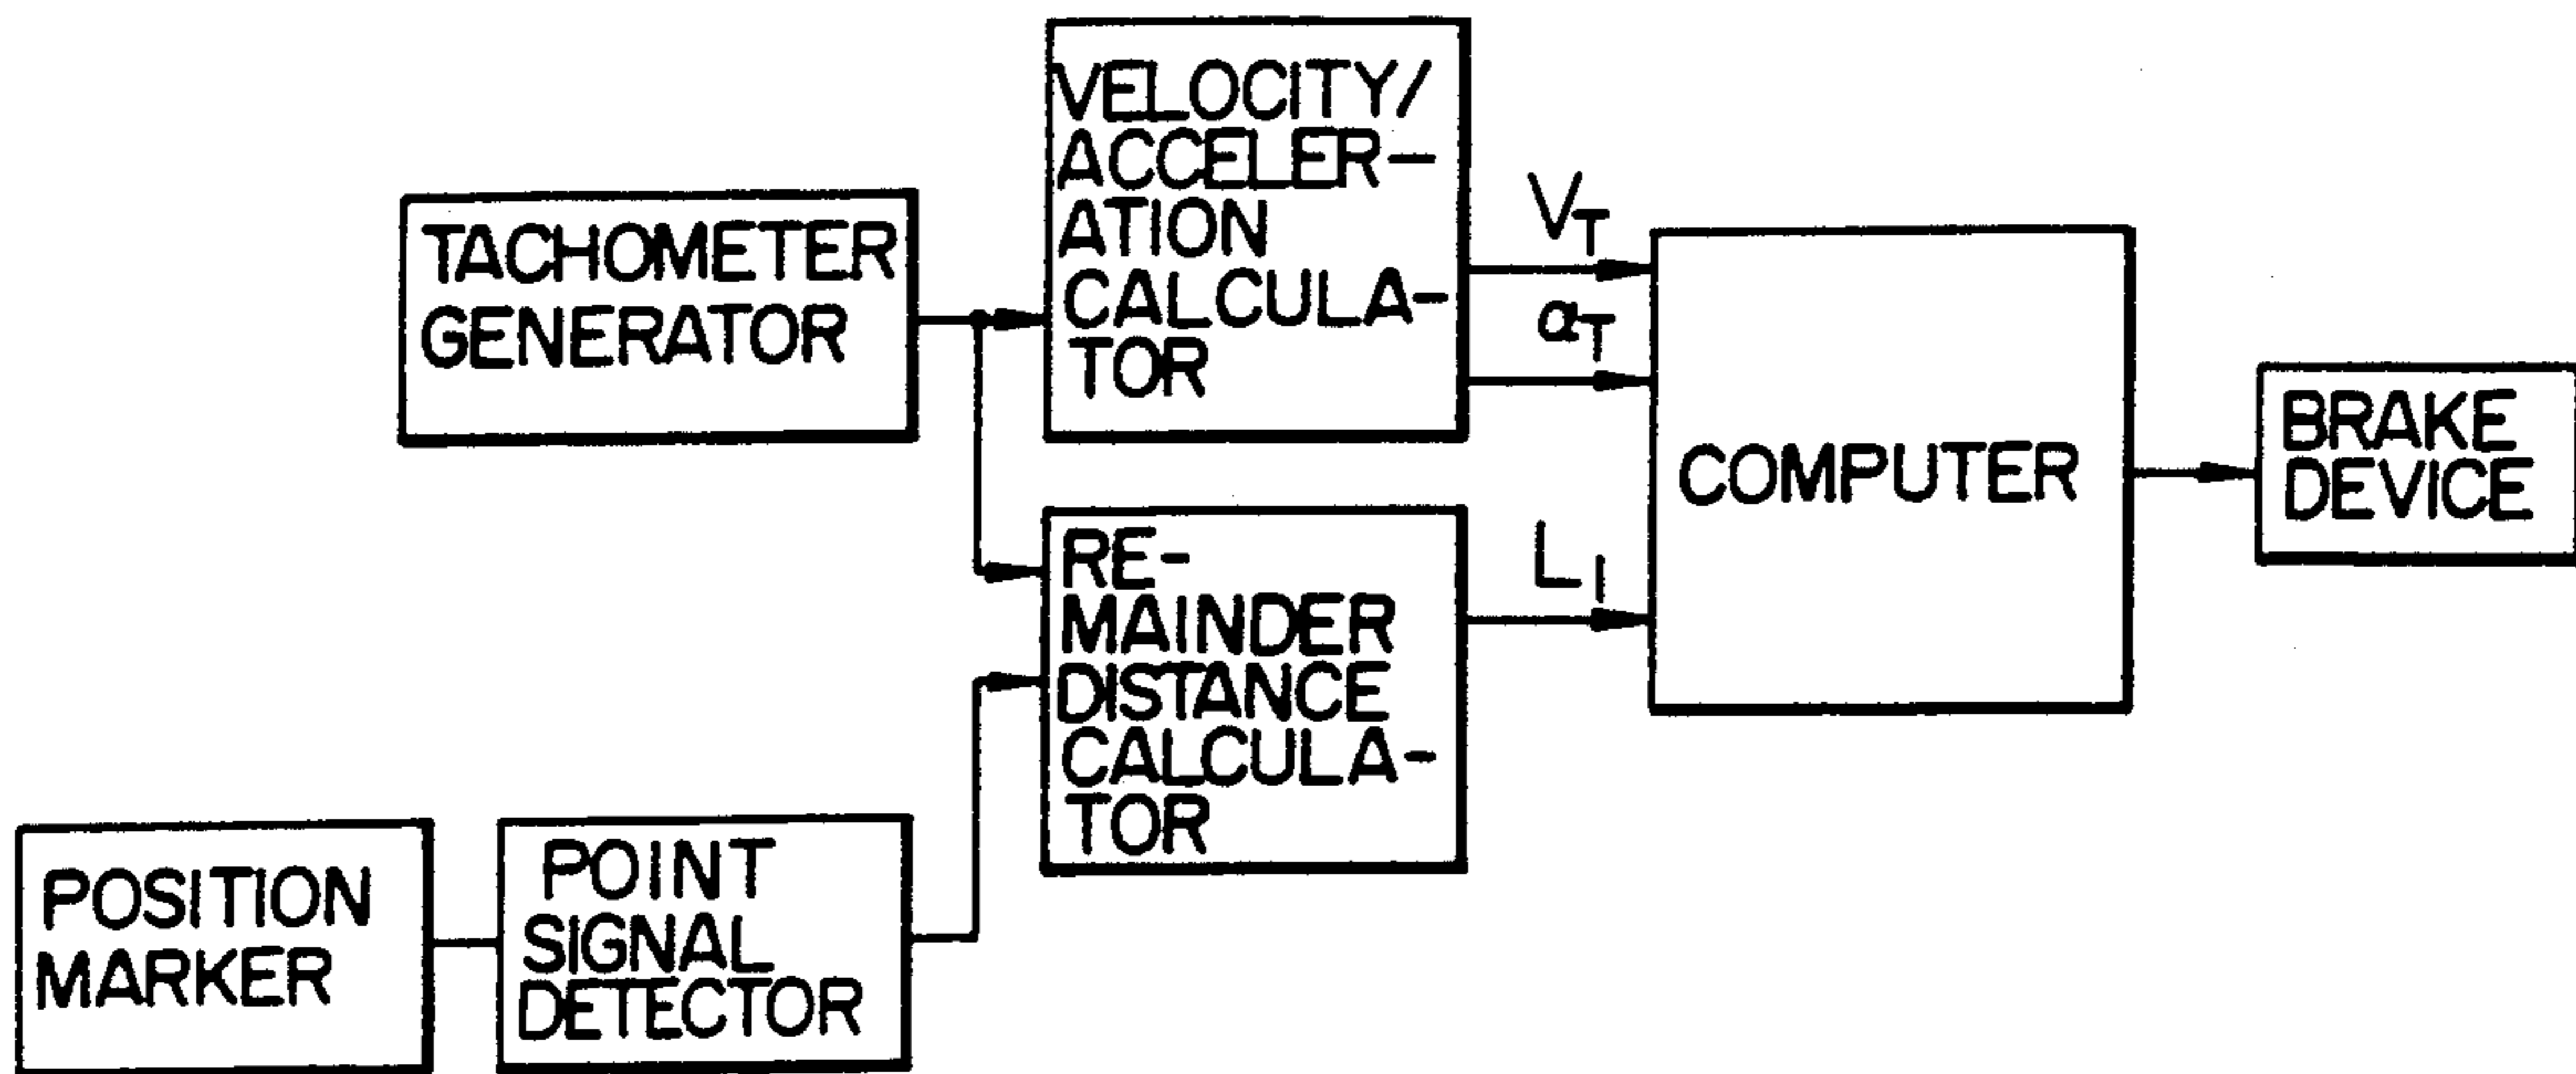 TACHOMETER
GENERATOR
VELOCITY/
ACCELER-
ATION
CALCULA-
TOR
V_T
α_T
COMPUTER
BRAKE
DEVICE
RE-
MAINDER
DISTANCE
CALCULA-
TOR
L_1
POSITION
MARKER
POINT
SIGNAL
DETECTOR